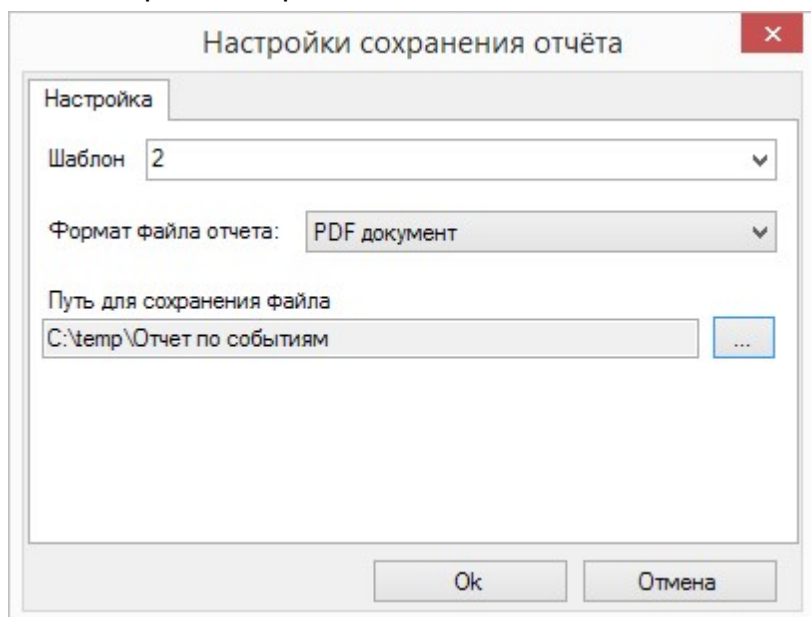 Настройки сохранения отчёта
Настройка
Шаблон 2
Формат файла отчета: PDF документ
Путь для сохранения файла
C:\temp\Отчет по событиям ...
Ok Отмена